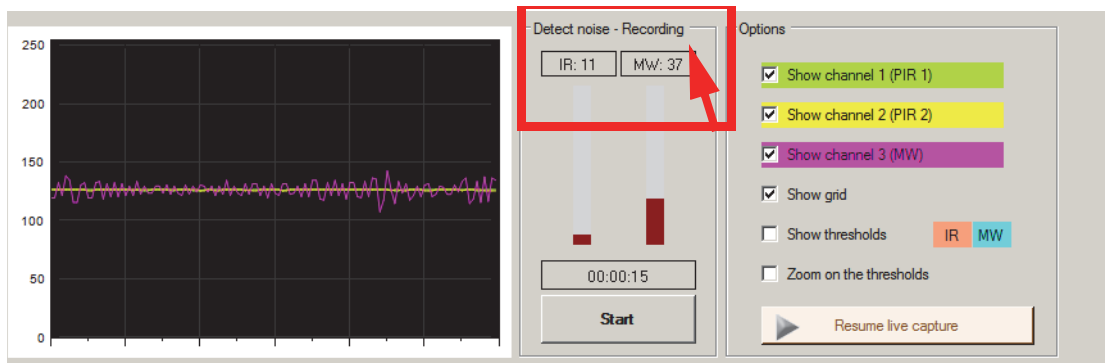 250
200
150
100
50
0
Detect noise - Recording
IR: 11 MW: 37
00:00:15
Start
Options
Show channel 1 (PIR 1)
Show channel 2 (PIR 2)
Show channel 3 (MW)
Show grid
Show thresholds IR MW
Zoom on the thresholds
Resume live capture